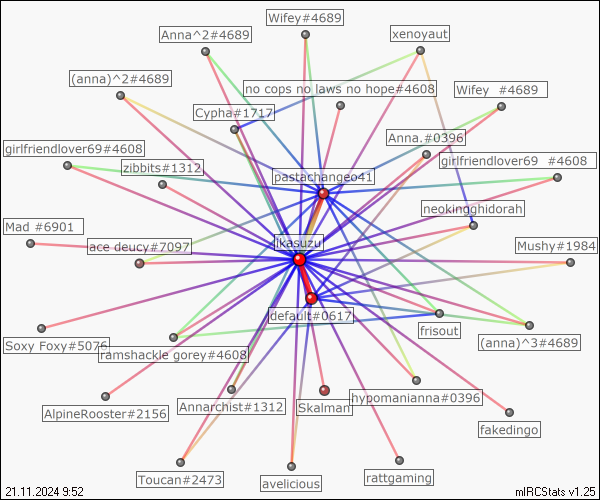 Wifey#4689
Anna^2#4689
xenoyaut
(anna)^2#4689
no cops no laws no hope#4608
Wifey #4689
Cypha#1717
Anna.#0396
girlfriendlover69#4608
zibbits#1312
girlfriendlover69 #4608
pastachangeo41
neokingghidorah
Mad #6901
ace deucy#7097
ikasuzu
Mushy#1984
default#0617
frisout
Soxy Foxy#5076
ramshackle gorey#4608
(anna)^3#4689
AlpineRooster#2156
Annarchist#1312
Skalman
hypomanianna#0396
fakedingo
Toucan#2473
avelicious
rattgaming
21.11.2024 9:52
mIRCStats v1.25